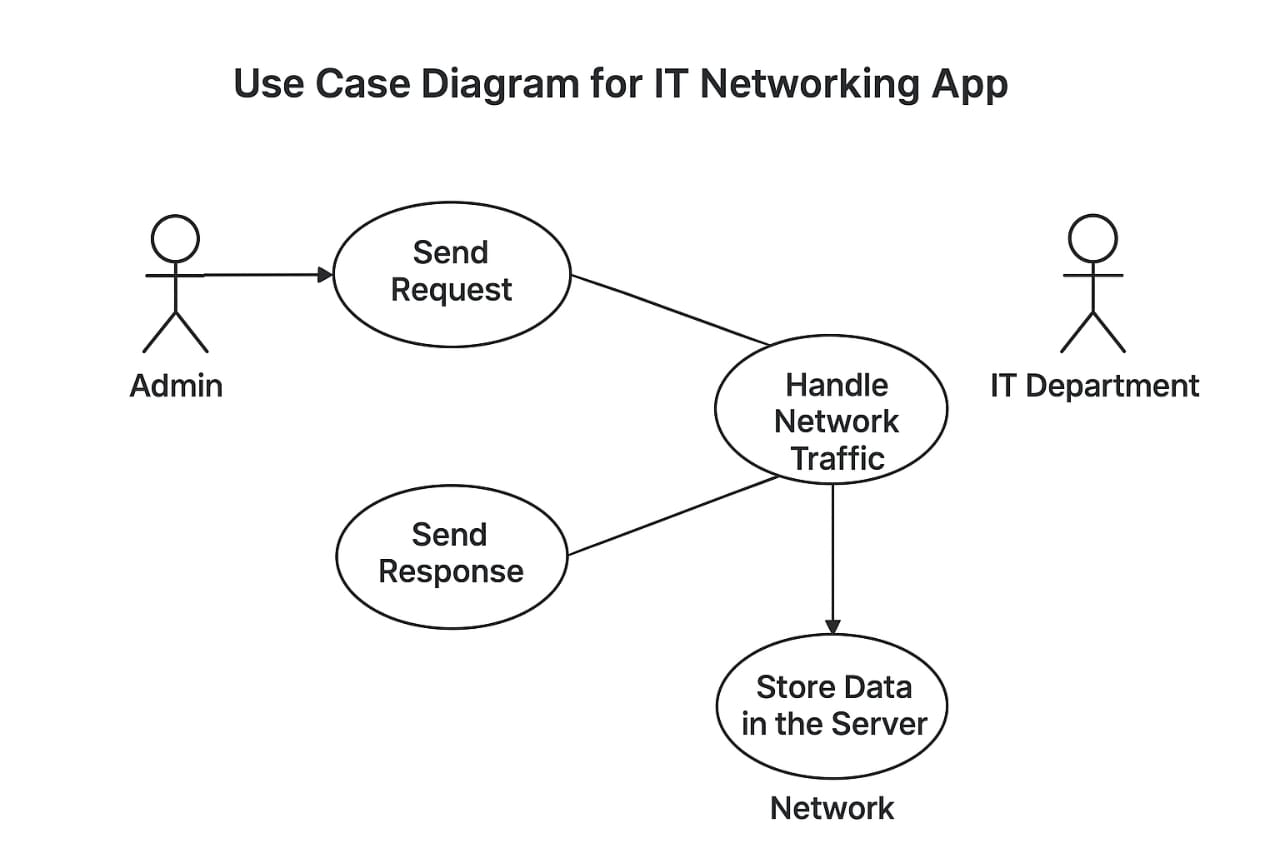 Use Case Diagram for IT Networking App
Send
Request
Admin
Handle
Network
Traffic
IT Department
Send
Response
Store Data
in the Server
Network